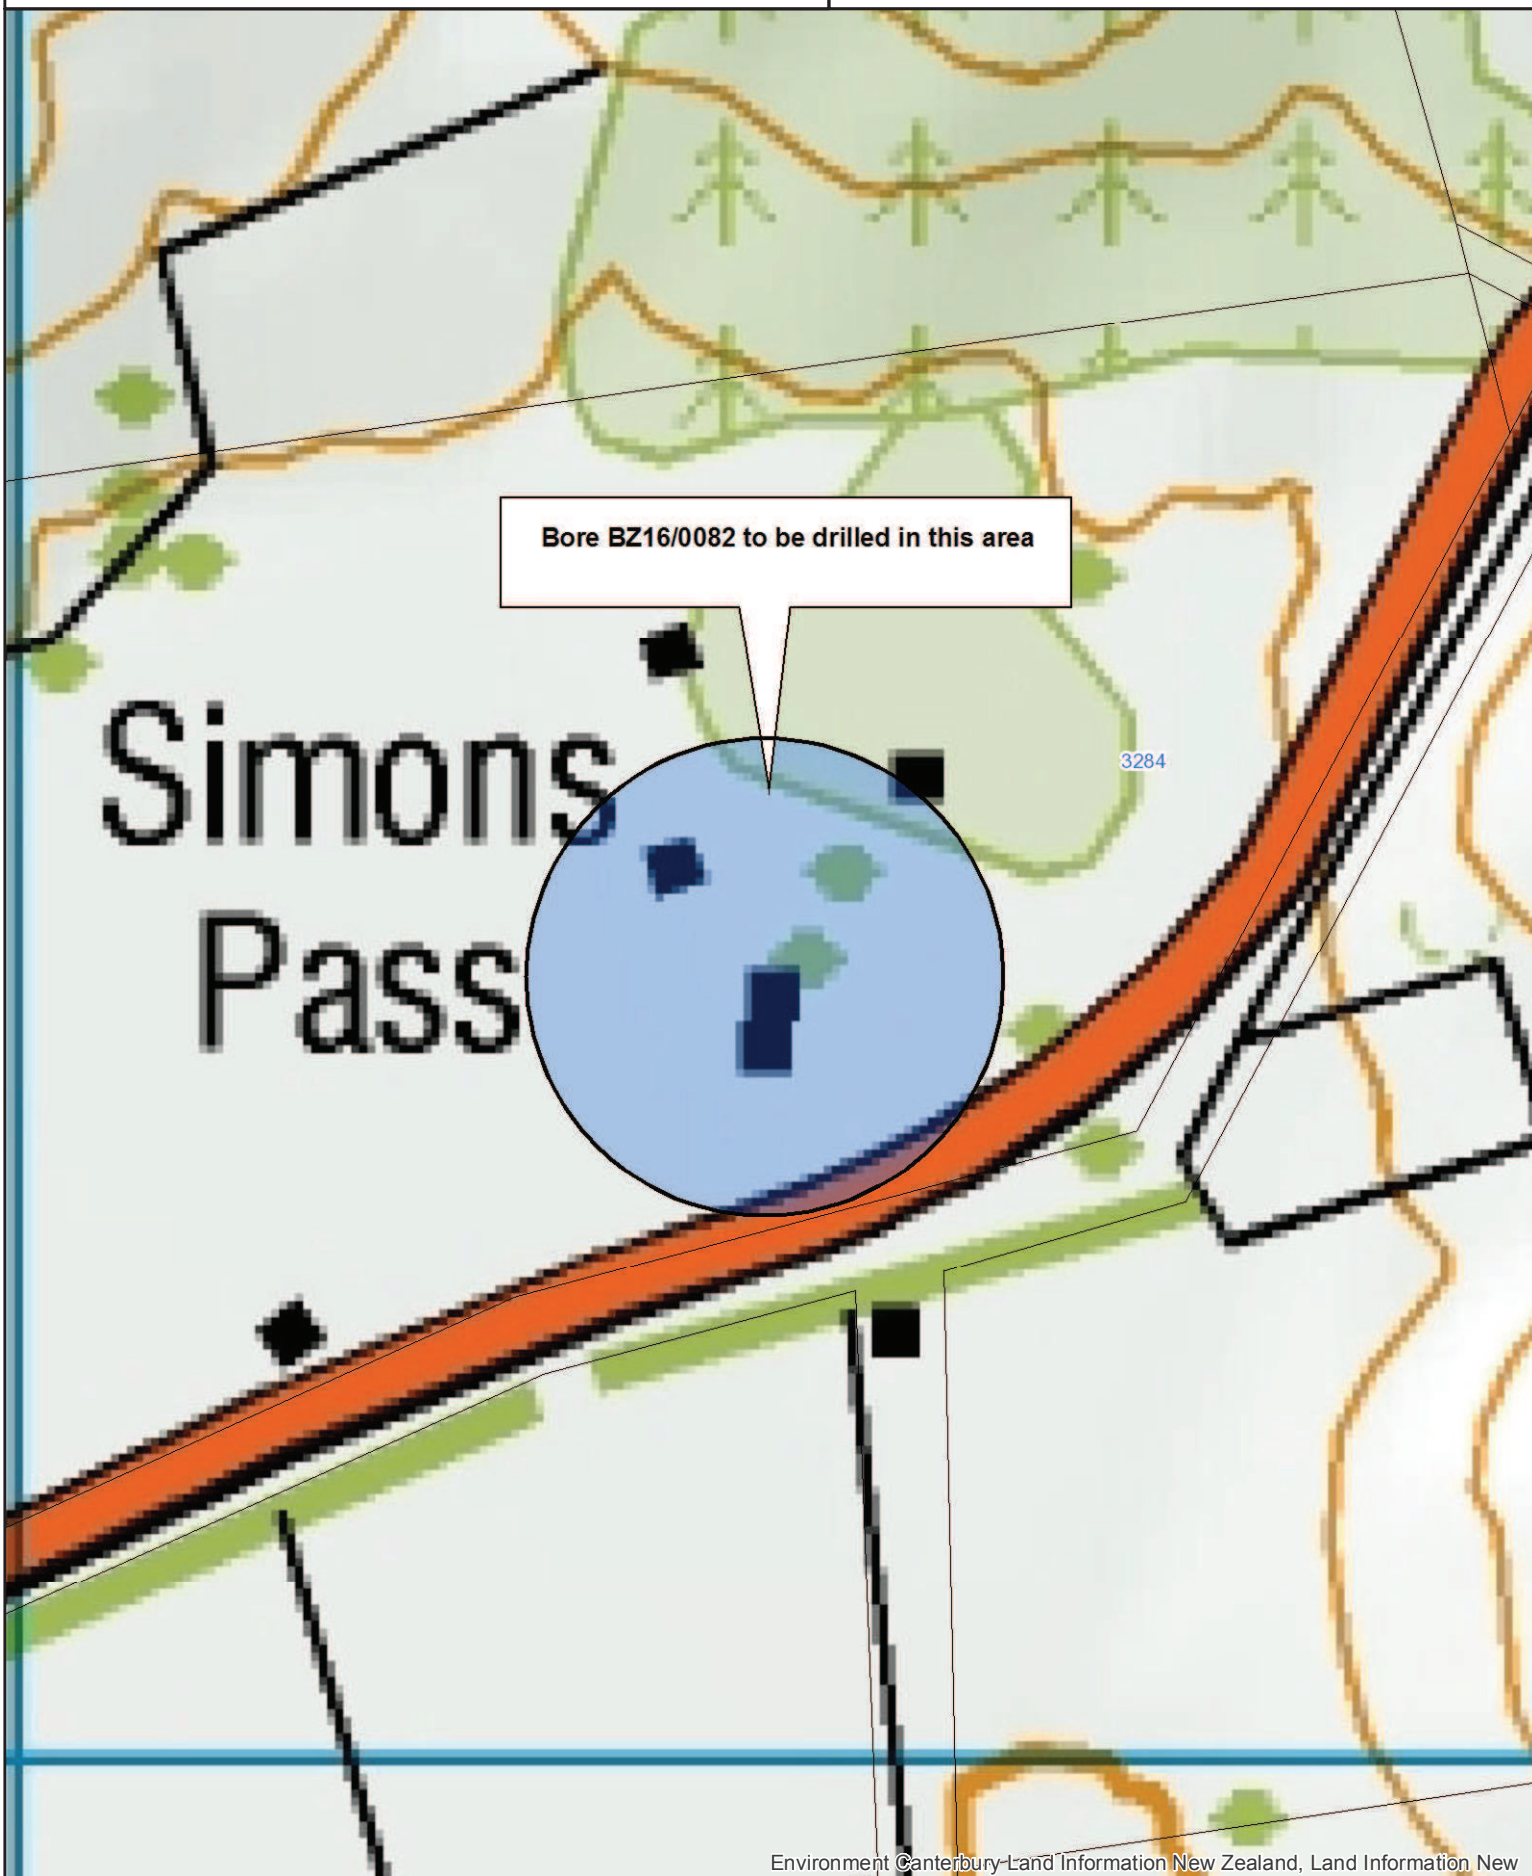 Bore BZ16/0082 to be drilled in this area
Simons
Pass
3284
Environment Canterbury Land Information New Zealand, Land Information New